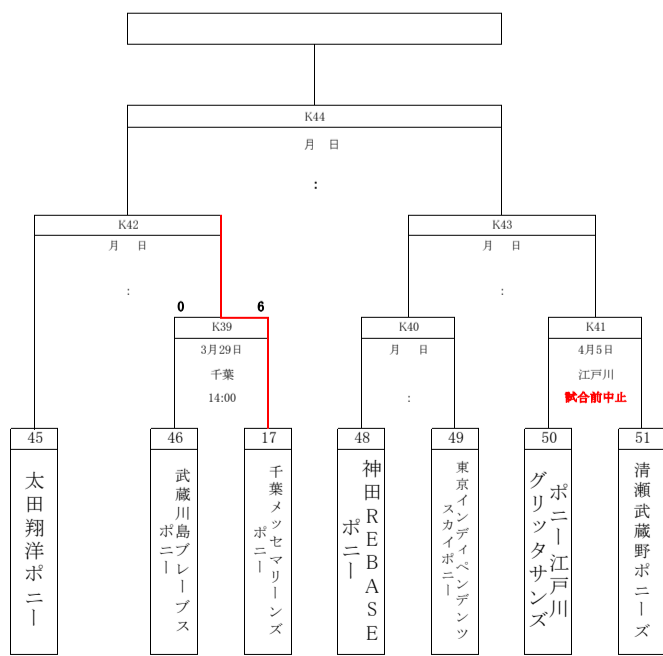 K44
月 日
:
K42
月 日
:
K43
月 日
:
0 6
K39
3月29日
千葉
14:00
K40
月 日
:
K41
4月5日
江戸川
試合前中止
45
太田翔洋ポニー
46
武蔵川島ブレーブス
ポニー
17
千葉メッセマリーンズ
ポニー
48
神田REBASE
ポニー
49
東京インディペンデンツ
スカイポニー
50
ポニー江戸川
グリッタサンズ
51
清瀬武蔵野ポニーズ